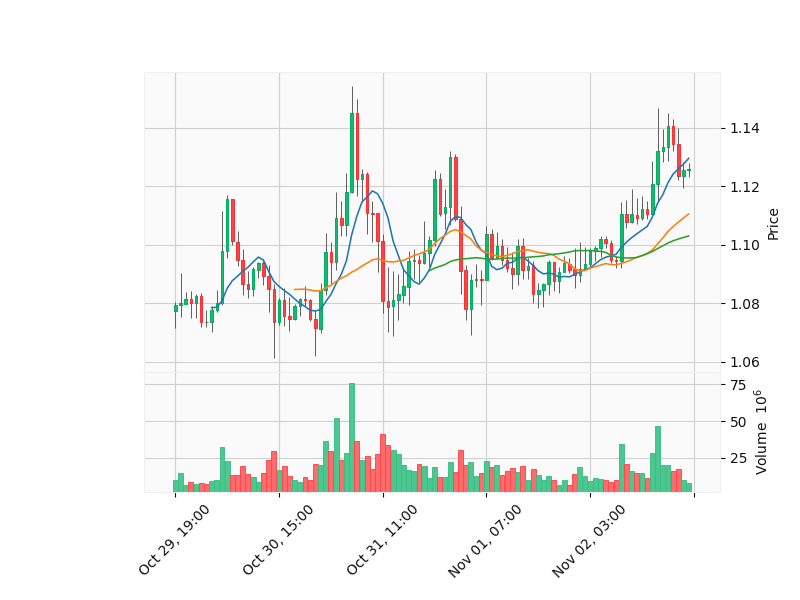 1.14
1.12
1.10
1.08
1.06
Price
75
50
25
Volume 10^6
Oct 29, 19:00
Oct 30, 15:00
Oct 31, 11:00
Nov 01, 07:00
Nov 02, 03:00